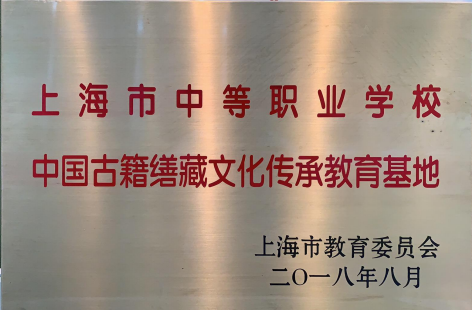 上海市中等职业学校
中国古籍缮藏文化传承教育基地
上海市教育委员会
二〇一八年八月